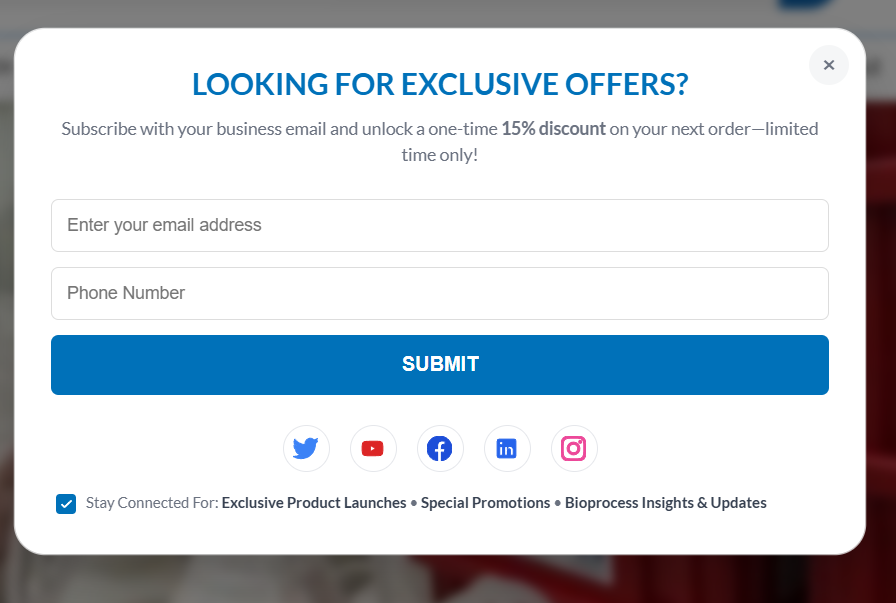 LOOKING FOR EXCLUSIVE OFFERS?
Subscribe with your business email and unlock a one-time 15% discount on your next order—limited
time only!
Enter your email address
Phone Number
SUBMIT
Stay Connected For: Exclusive Product Launches • Special Promotions • Bioprocess Insights & Updates